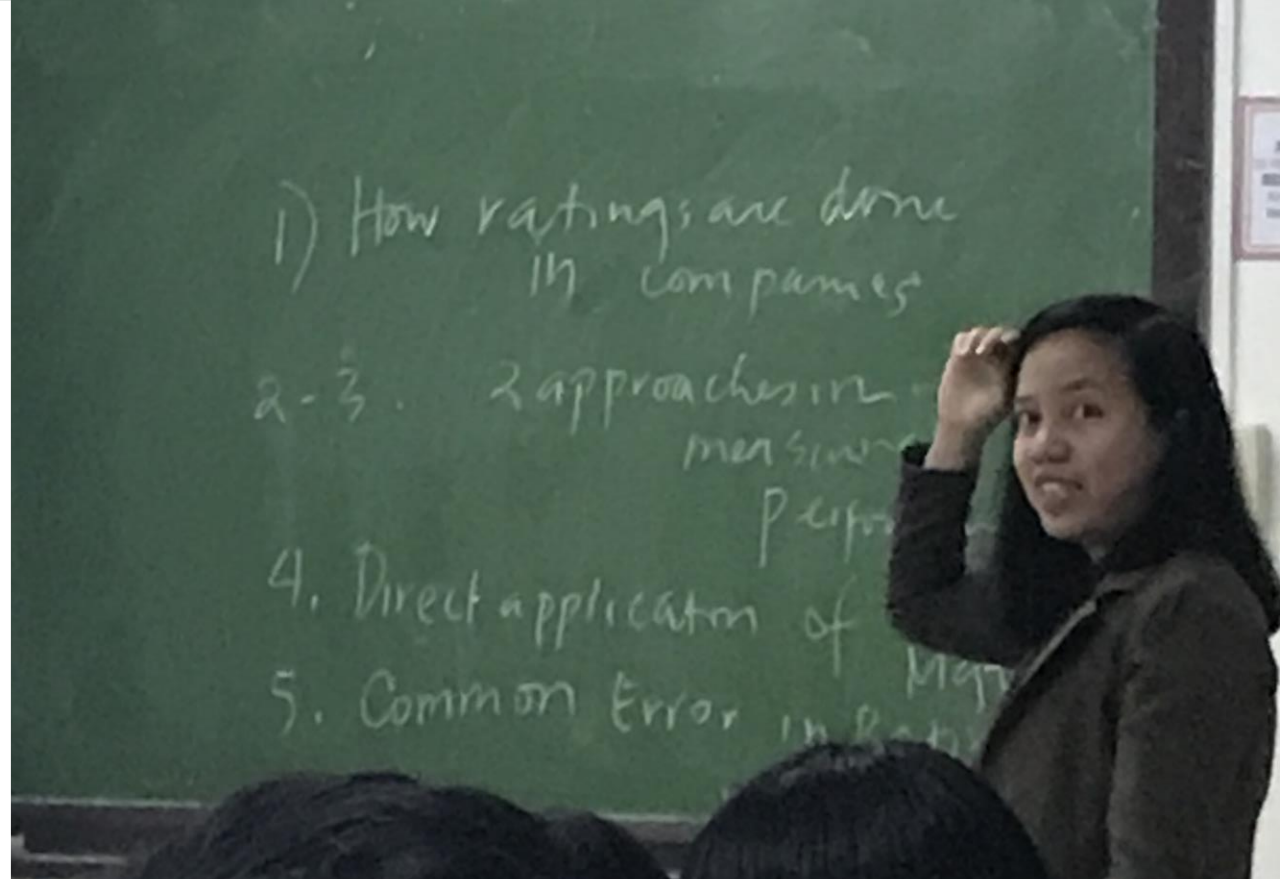 1) How ratings are done
in companies
2-3. 2 approaches in
4. Direct application of
5. Common Error in